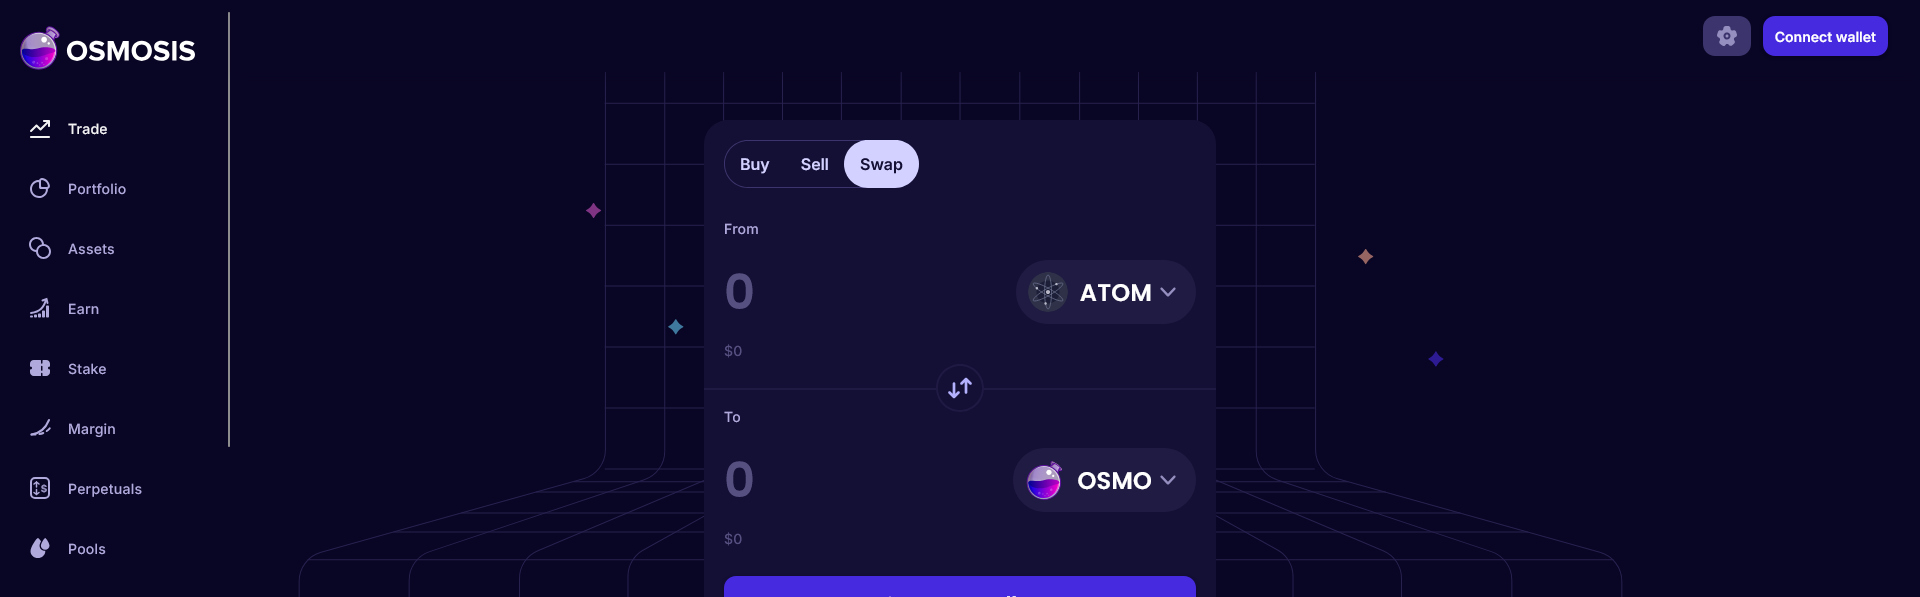 OSMOSIS
Trade
Portfolio
Assets
Earn
Stake
Margin
Perpetuals
Pools
Connect wallet
Buy Sell Swap
From
0 ATOM
$0
To
0 OSMO
$0